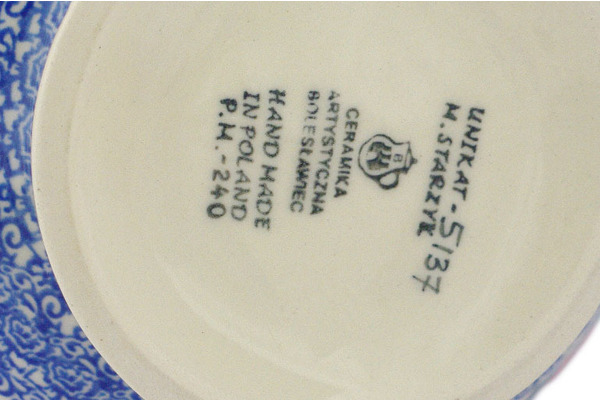 UNIKAT-5137
M. STARZYK
B
CERAMIKA
ARTYSTYCZNA
BOLESŁAWIEC
HAND MADE
IN POLAND
P.M.-240